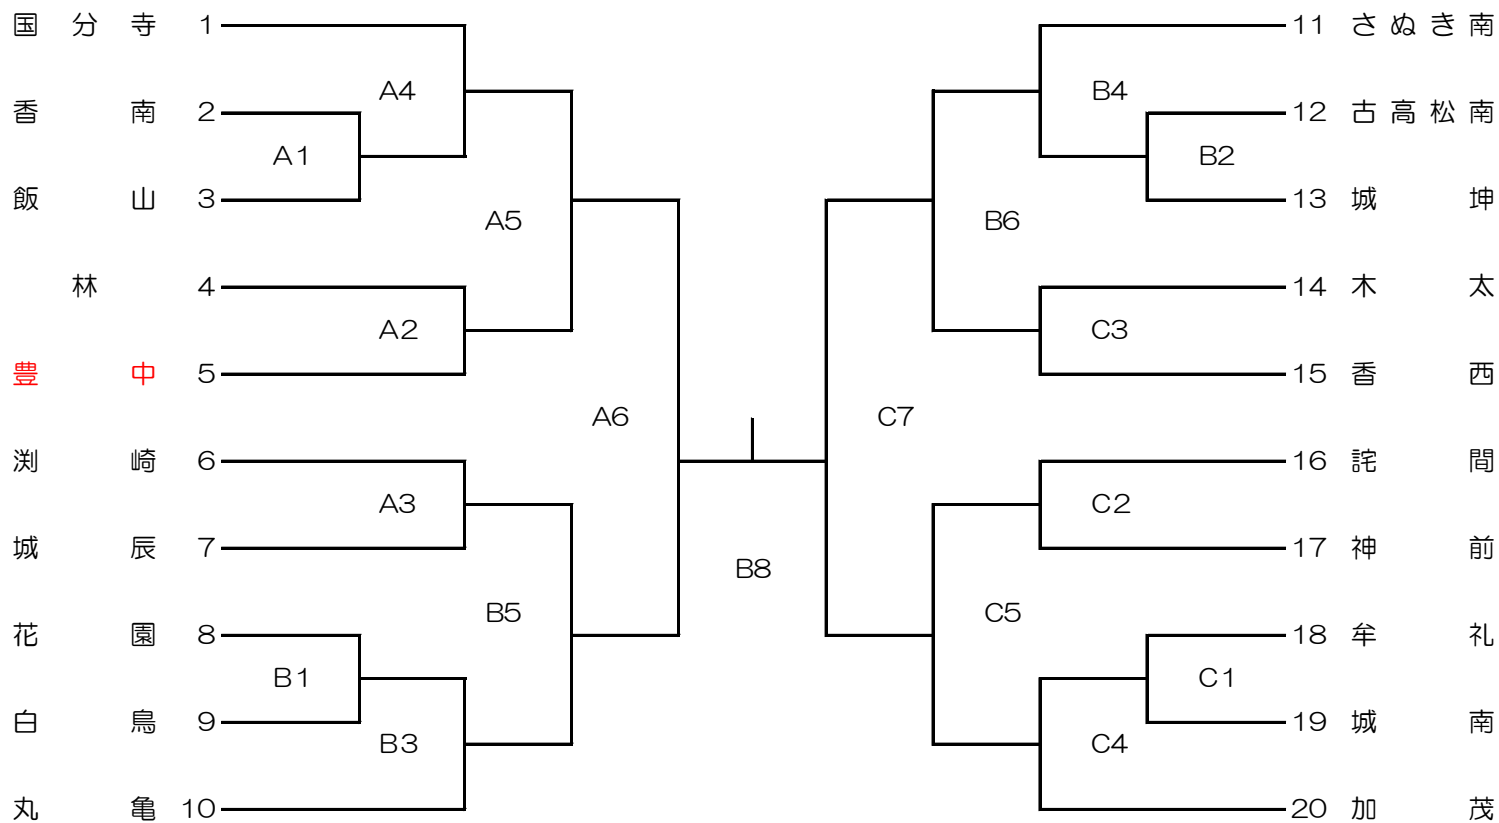 国分寺 1
A4
香南 2
A1
飯山 3
A5
林 4
A2
豊中 5
A6
渕崎 6
A3
城辰 7
B5
花園 8
B1
白鳥 9
B3
丸亀 10
B8
11 さぬき南
B4
12 古高松南
B2
13 城坤
B6
14 木太
C3
15 香西
C7
16 詫間
C2
17 神前
C5
18 牟礼
C1
19 城南
C4
20 加茂